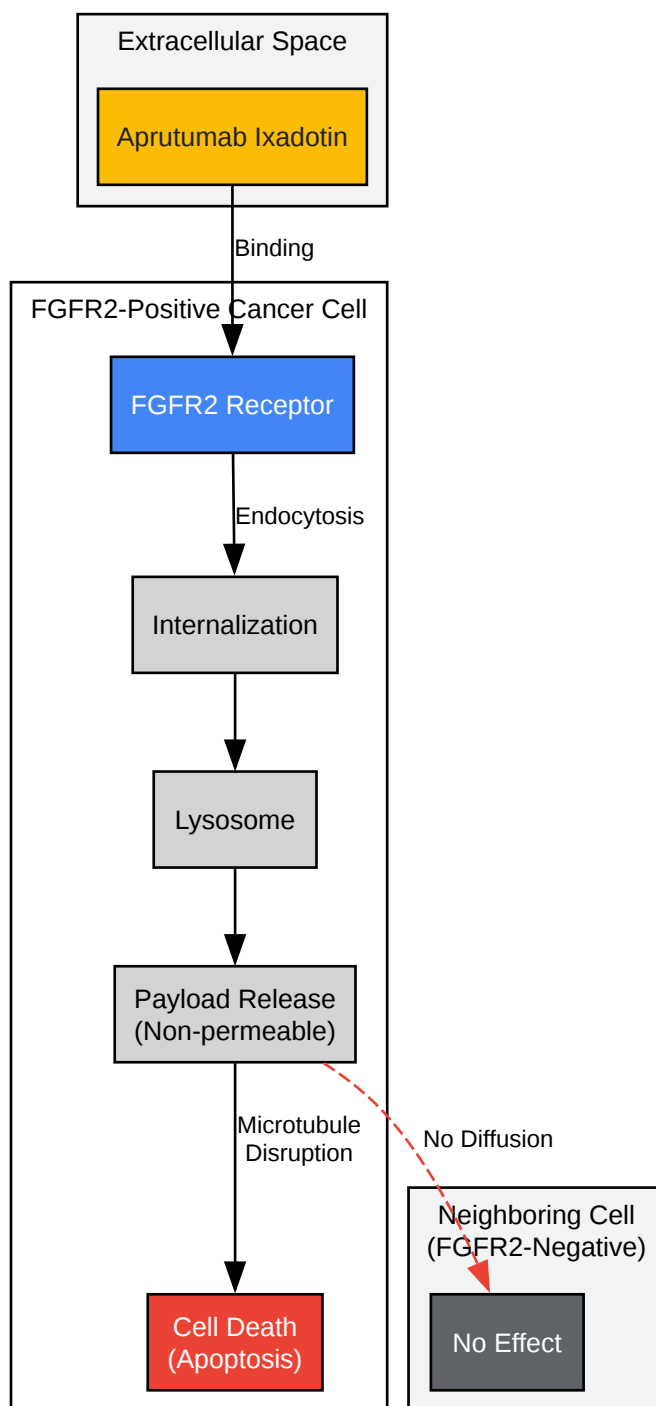 Extracellular Space
Aprutumab Ixadotin
Binding
FGFR2-Positive Cancer Cell
FGFR2 Receptor
Endocytosis
Internalization
Lysosome
Payload Release
(Non-permeable)
Microtubule
Disruption
No Diffusion
Neighboring Cell
(FGFR2-Negative)
Cell Death
(Apoptosis)
No Effect